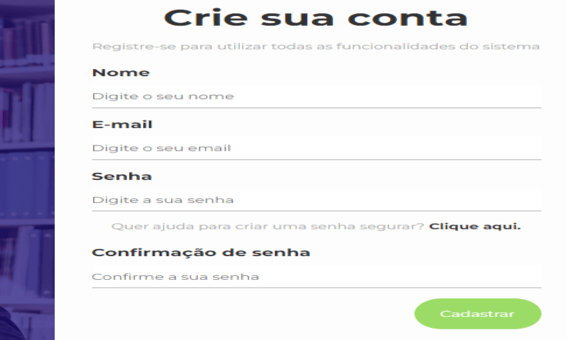 Crie sua conta
Registre-se para utilizar todas as funcionalidades do sistema
Nome
Digite o seu nome
E-mail
Digite o seu email
Senha
Digite a sua senha
Quer ajuda para criar uma senha segurar? Clique aqui.
Confirmação de senha
Confirme a sua senha
Cadastrar